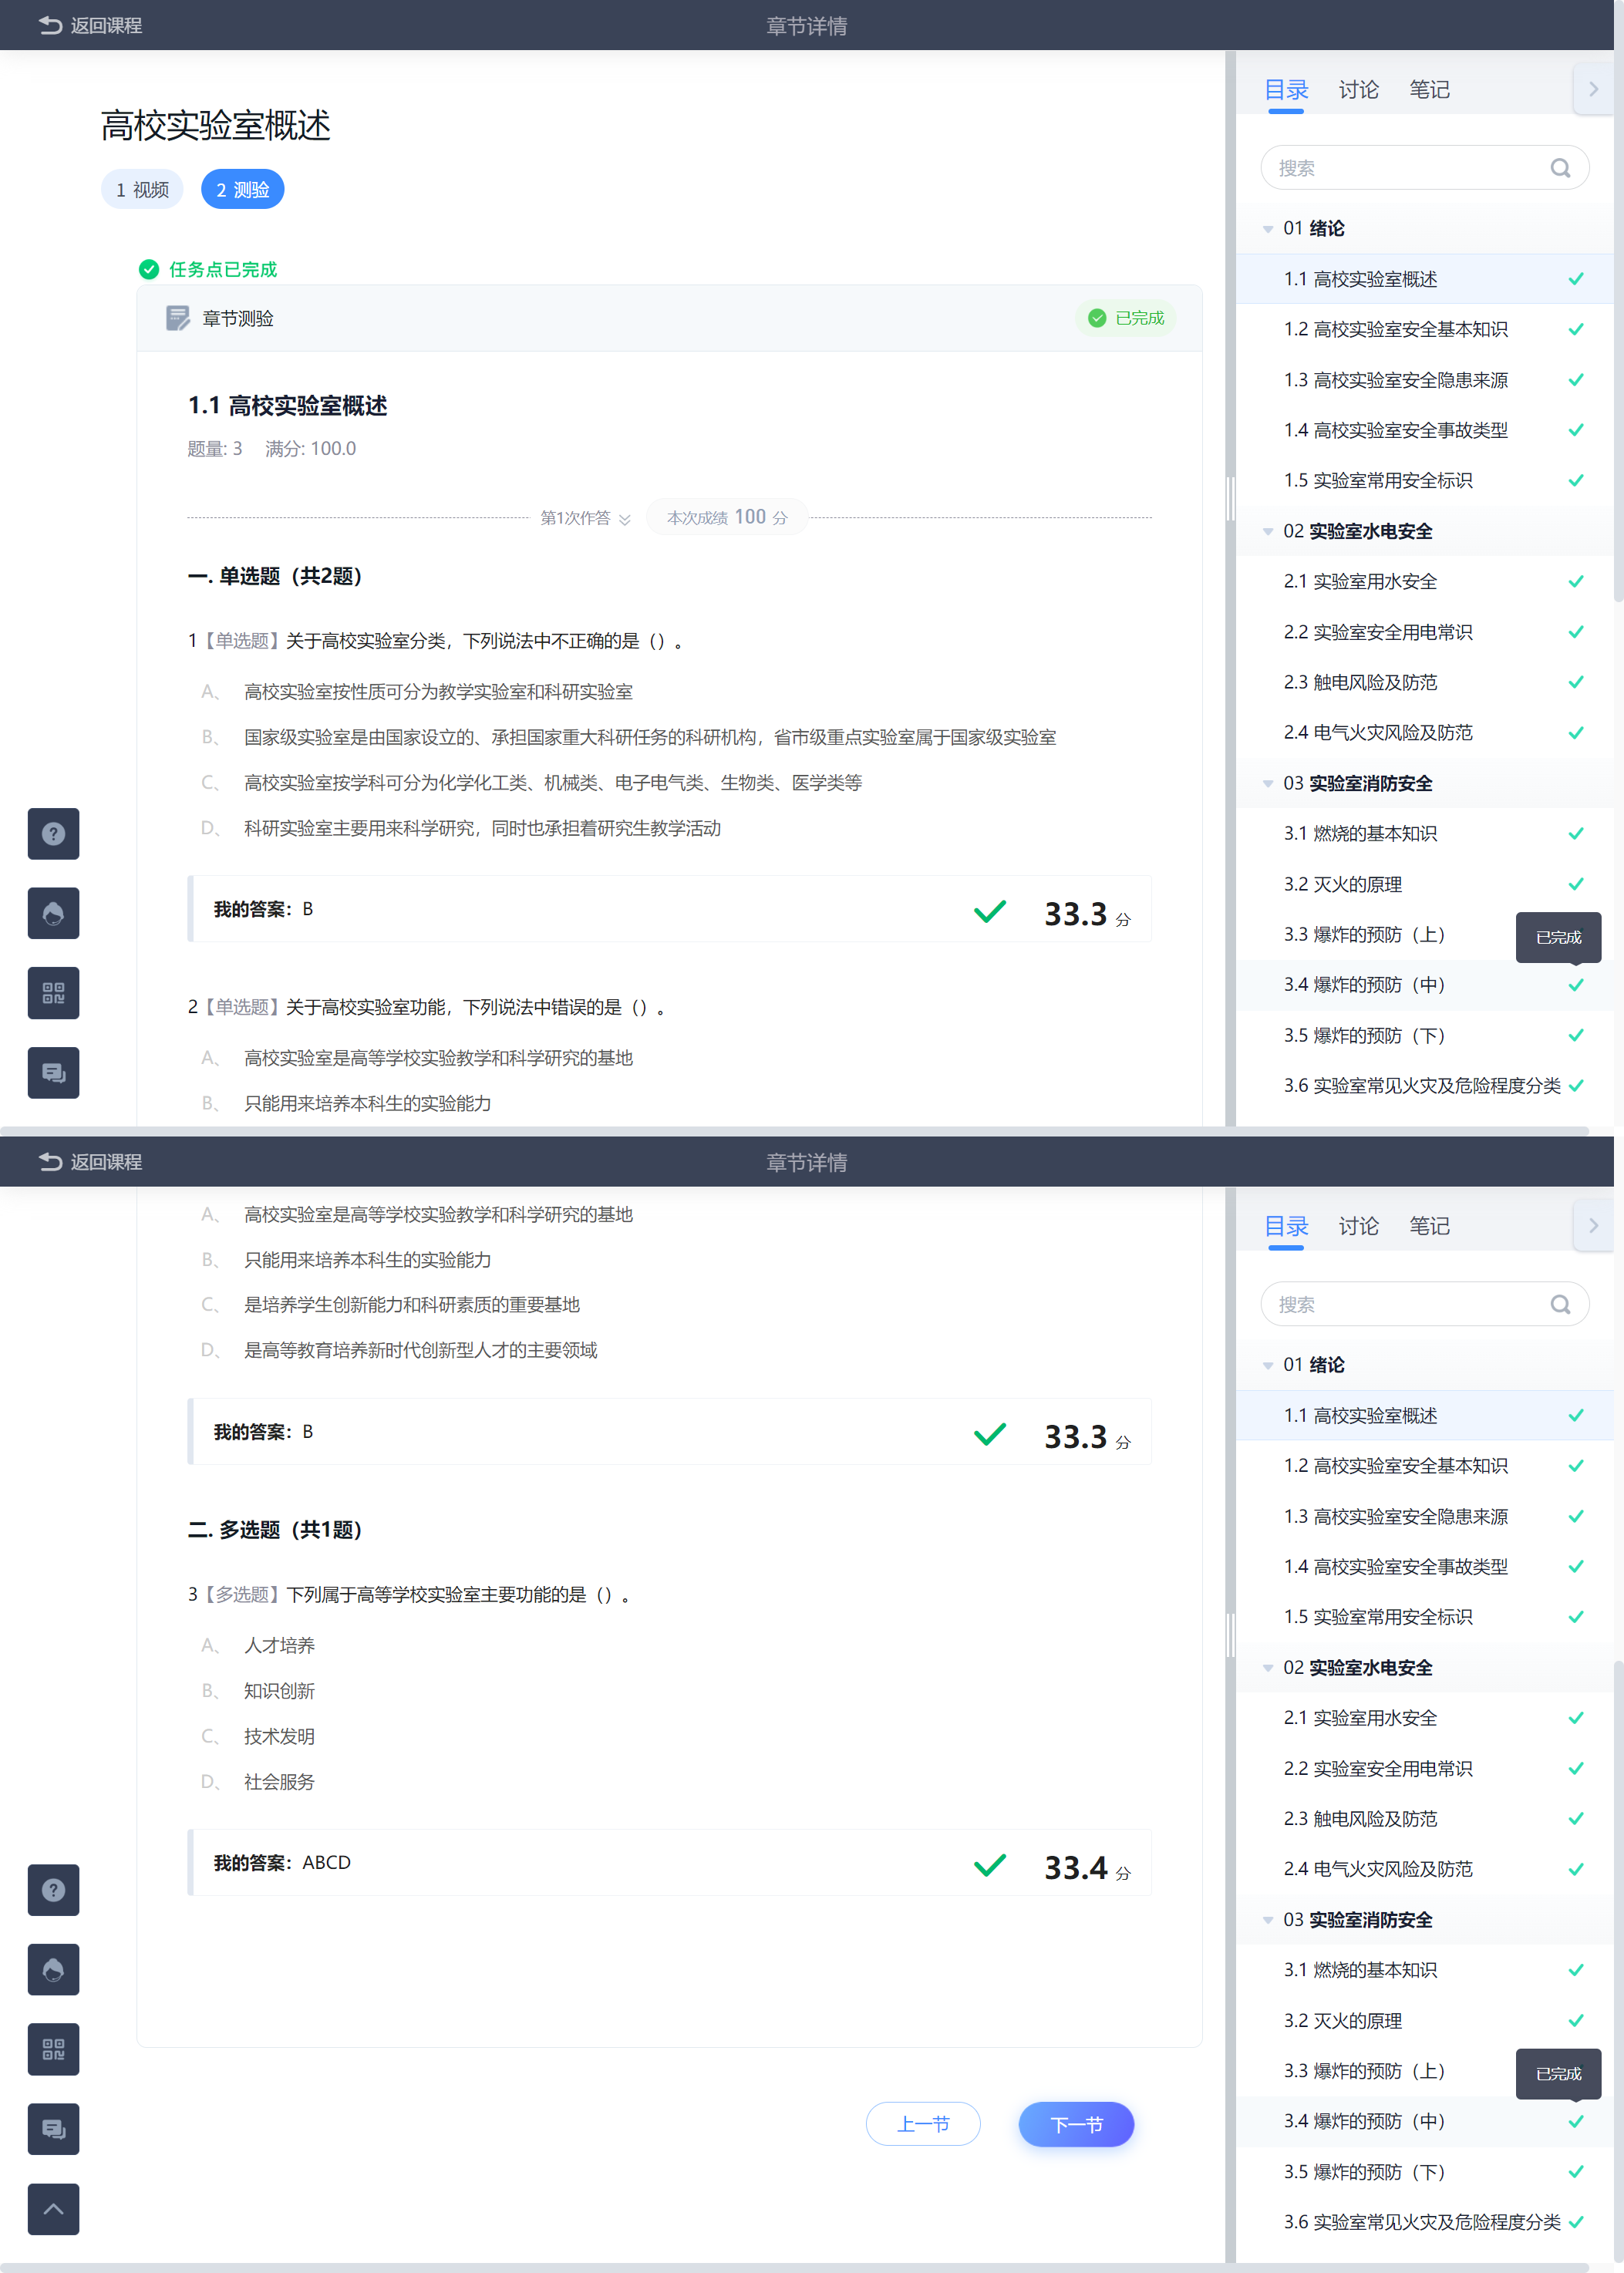 返回课程
章节详情
高校实验室概述
1 视频
2 测验
任务点已完成
章节测验
已完成
1.1 高校实验室概述
题量: 3 满分: 100.0
第1次作答
本次成绩 100 分
一. 单选题（共2题）
1【单选题】关于高校实验室分类，下列说法中不正确的是（）。
A、 高校实验室按性质可分为教学实验室和科研实验室
B、 国家级实验室是由国家设立的、承担国家重大科研任务的科研机构，省市级重点实验室属于国家级实验室
C、 高校实验室按学科可分为化学化工类、机械类、电子电气类、生物类、医学类等
D、 科研实验室主要用来科学研究，同时也承担着研究生教学活动
我的答案：B
33.3 分
2【单选题】关于高校实验室功能，下列说法中错误的是（）。
A、 高校实验室是高等学校实验教学和科学研究的基地
B、 只能用来培养本科生的实验能力
目录
讨论
笔记
搜索
01 绪论
1.1 高校实验室概述
1.2 高校实验室安全基本知识
1.3 高校实验室安全隐患来源
1.4 高校实验室安全事故类型
1.5 实验室常用安全标识
02 实验室水电安全
2.1 实验室用水安全
2.2 实验室安全用电常识
2.3 触电风险及防范
2.4 电气火灾风险及防范
03 实验室消防安全
3.1 燃烧的基本知识
3.2 灭火的原理
3.3 爆炸的预防（上）
已完成
3.4 爆炸的预防（中）
3.5 爆炸的预防（下）
3.6 实验室常见火灾及危险程度分类
返回课程
章节详情
A、 高校实验室是高等学校实验教学和科学研究的基地
B、 只能用来培养本科生的实验能力
C、 是培养学生创新能力和科研素质的重要基地
D、 是高等教育培养新时代创新型人才的主要领域
我的答案：B
33.3 分
二. 多选题（共1题）
3【多选题】下列属于高等学校实验室主要功能的是（）。
A、 人才培养
B、 知识创新
C、 技术发明
D、 社会服务
我的答案：ABCD
33.4 分
上一节
下一节
目录
讨论
笔记
搜索
01 绪论
1.1 高校实验室概述
1.2 高校实验室安全基本知识
1.3 高校实验室安全隐患来源
1.4 高校实验室安全事故类型
1.5 实验室常用安全标识
02 实验室水电安全
2.1 实验室用水安全
2.2 实验室安全用电常识
2.3 触电风险及防范
2.4 电气火灾风险及防范
03 实验室消防安全
3.1 燃烧的基本知识
3.2 灭火的原理
3.3 爆炸的预防（上）
已完成
3.4 爆炸的预防（中）
3.5 爆炸的预防（下）
3.6 实验室常见火灾及危险程度分类